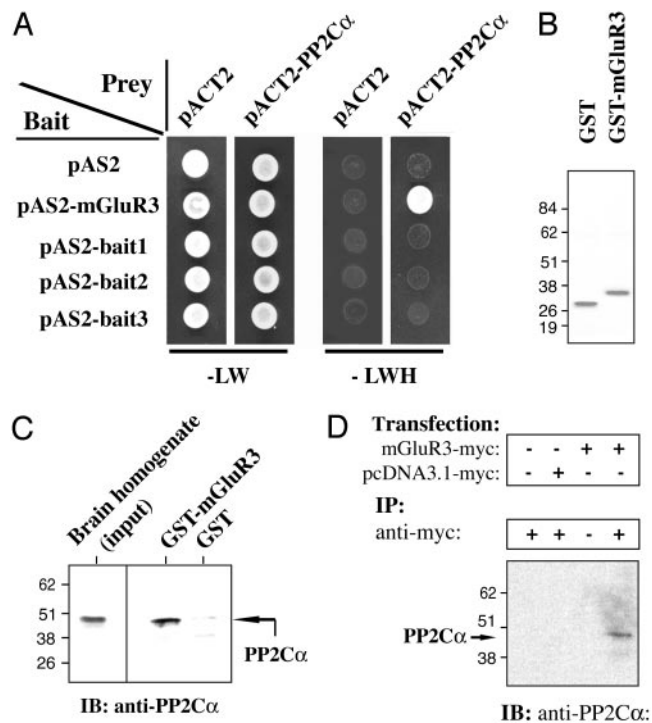 A
Prey
Bait
pACT2
pACT2-PP2Cα
pACT2
pACT2-PP2Cα
pAS2
pAS2-mGluR3
pAS2-bait1
pAS2-bait2
pAS2-bait3
-LW
- LWH
B
GST
GST-mGluR3
84
62
51
38
26
19
C
Brain homogenate
(input)
GST-mGluR3
GST
62
51
38
26
PP2Cα
IB: anti-PP2Cα
D
Transfection:
mGluR3-myc: - - + +
pcDNA3.1-myc: - + - -
IP:
anti-myc: + + - +
62
51
38
PP2Cα
IB: anti-PP2Cα: